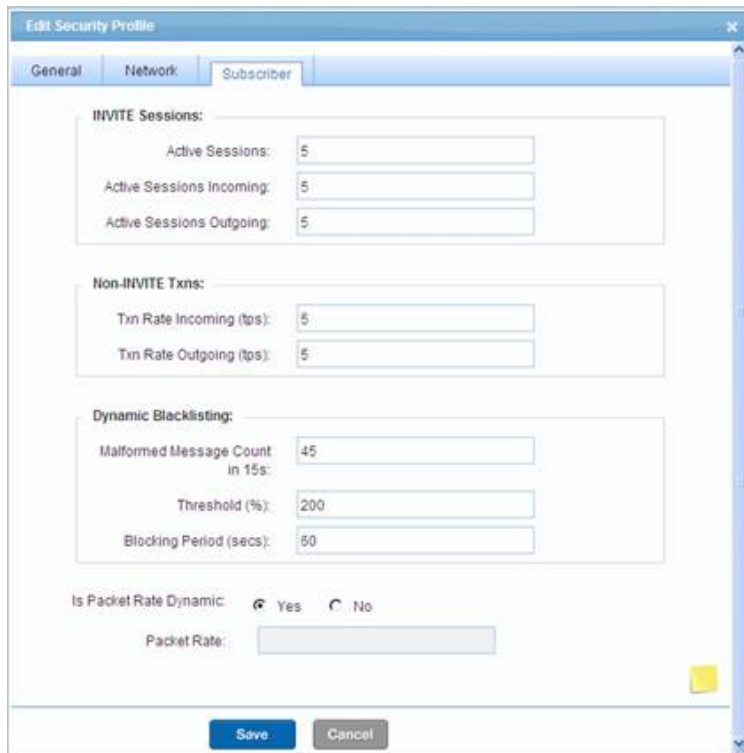 Edit Security Profile
General Network Subscriber
INVITE Sessions:
Active Sessions: 5
Active Sessions Incoming: 5
Active Sessions Outgoing: 5
Non-INVITE Txns:
Txn Rate Incoming (tps): 5
Txn Rate Outgoing (tps): 5
Dynamic Blacklisting:
Malformed Message Count
in 15s: 45
Threshold (%): 200
Blocking Period (secs): 60
Is Packet Rate Dynamic: Yes No
Packet Rate:
Save Cancel